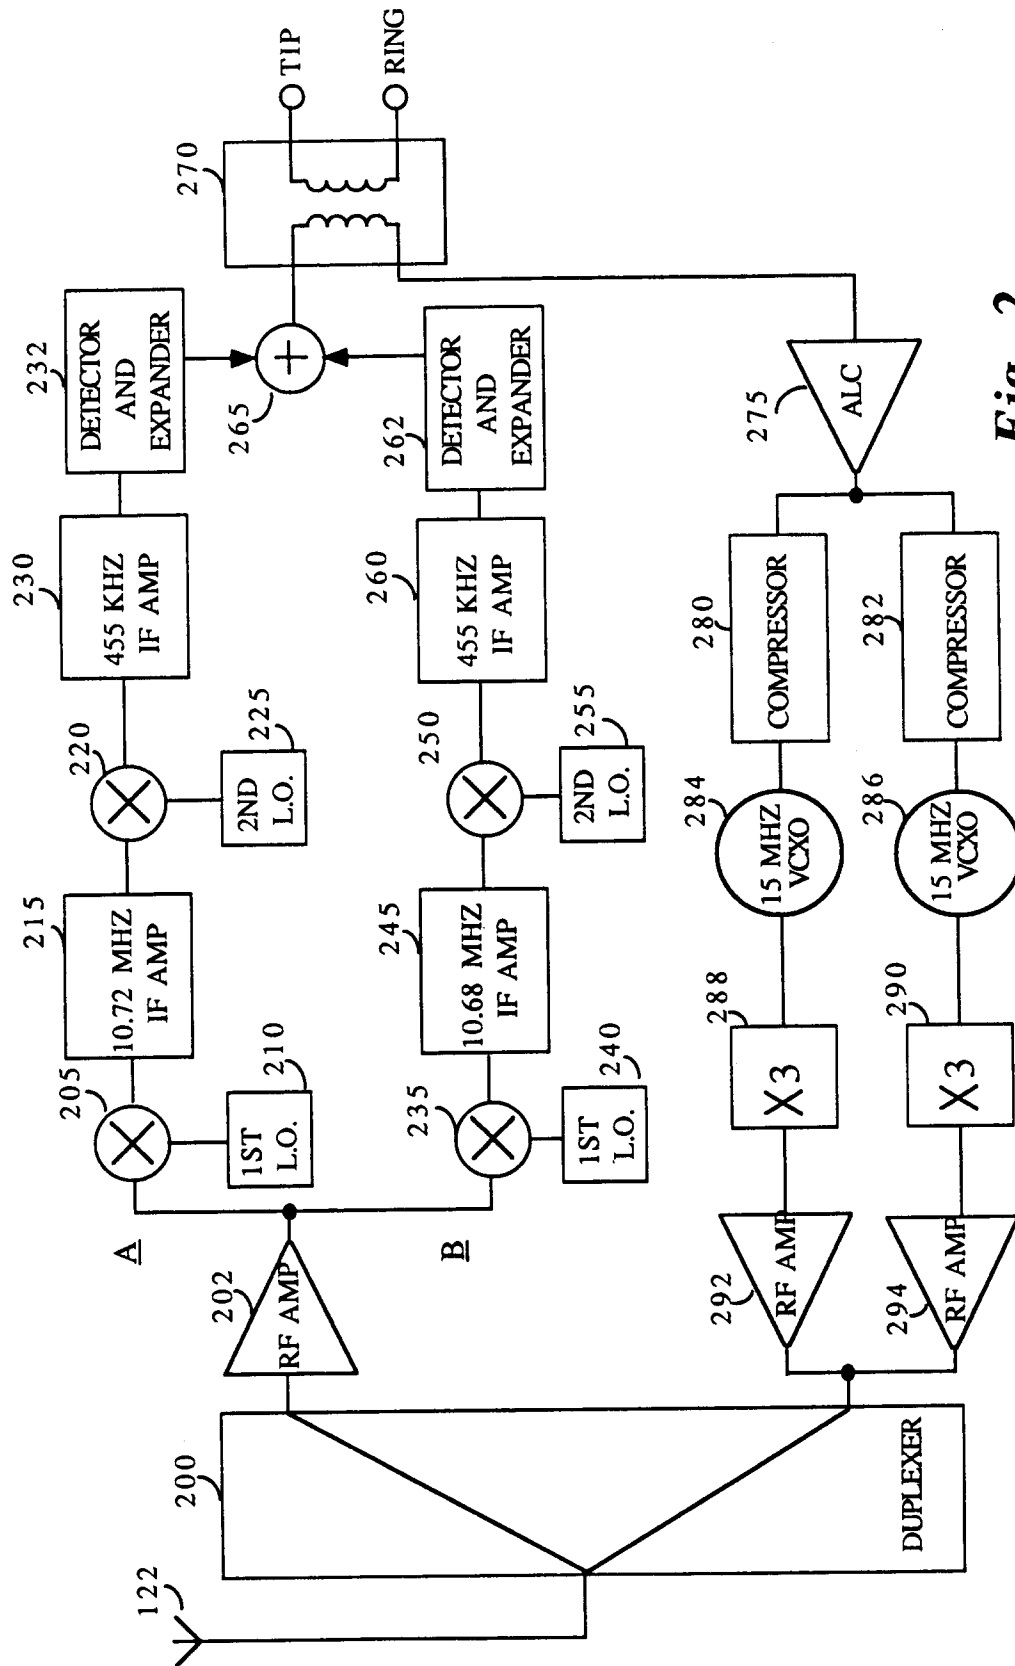 122
200
DUPLEXER
202
RF AMP
A
B
205
1ST
L.O.
210
215
10.72 MHZ
IF AMP
220
2ND
L.O.
225
230
455 KHZ
IF AMP
232
DETECTOR
AND
EXPANDER
235
1ST
L.O.
240
245
10.68 MHZ
IF AMP
250
2ND
L.O.
255
260
455 KHZ
IF AMP
262
DETECTOR
AND
EXPANDER
265
270
TIP
RING
275
ALC
280
COMPRESSOR
282
COMPRESSOR
284
15 MHZ
VCXO
286
15 MHZ
VCXO
288
X3
290
X3
292
RF AMP
294
RF AMP